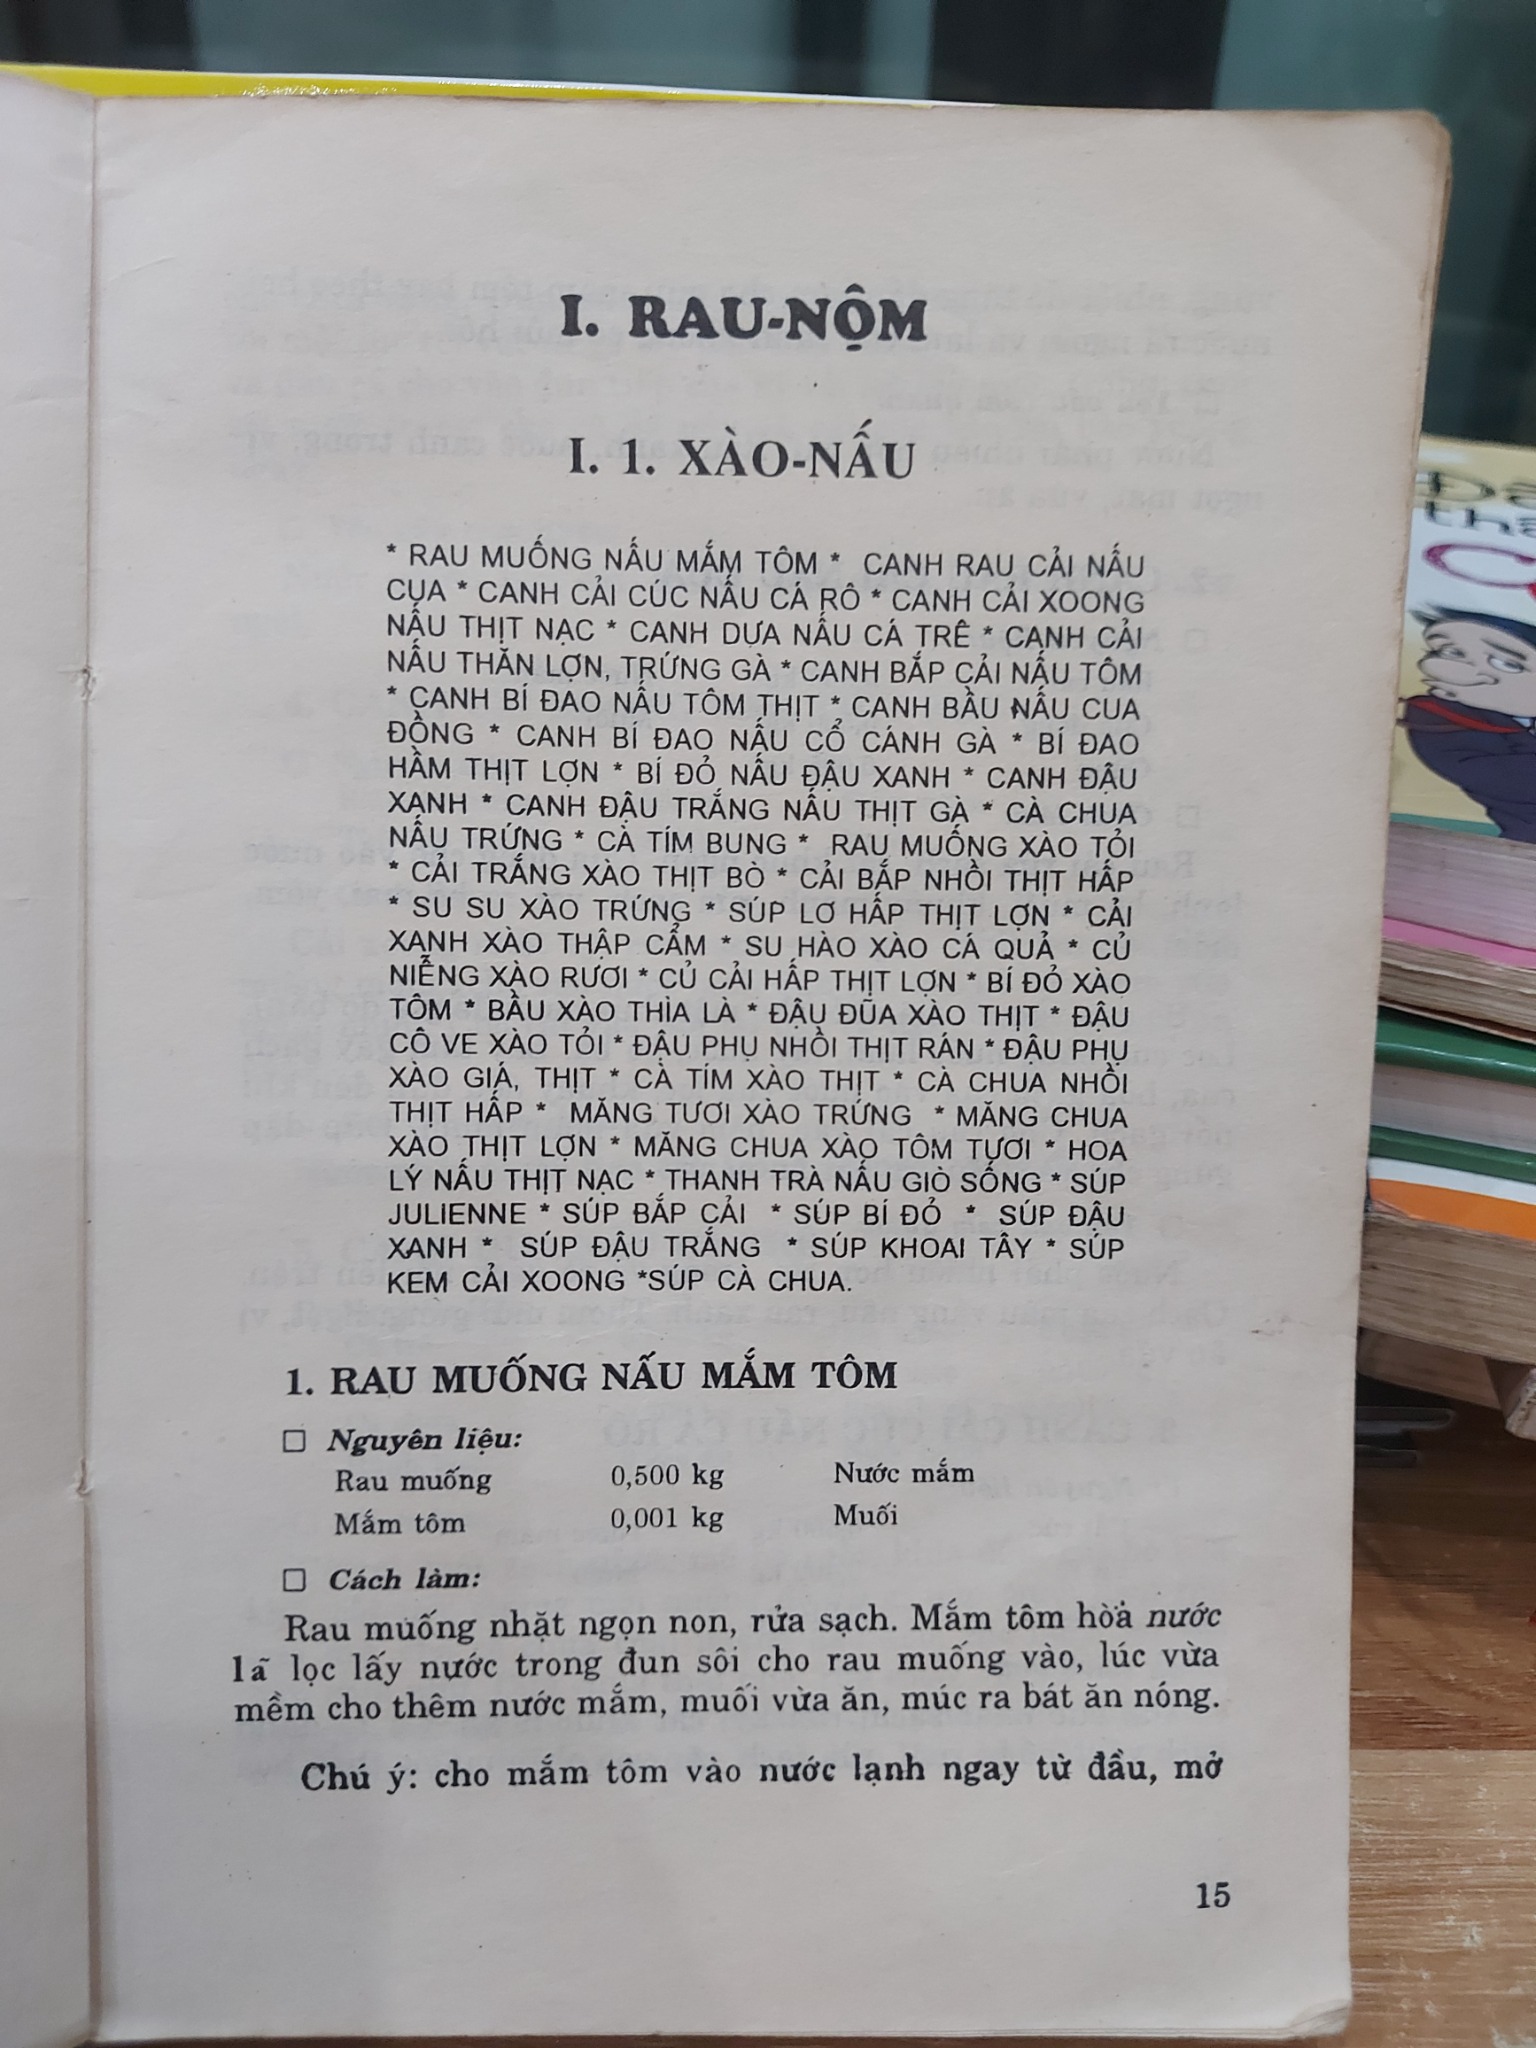 I. RAU-NỘM
I. 1. XÀO-NẤU
* RAU MUỐNG NẤU MẮM TÔM * CANH RAU CẢI NẤU
CUA * CANH CẢI CÚC NẤU CÁ RÔ * CANH CẢI XOONG
NẤU THỊT NẠC * CANH DƯA NẤU CÁ TRÊ * CANH CẢI
NẤU THĂN LỢN, TRỨNG GÀ * CANH BẮP CẢI NẤU TÔM
* CANH BÍ ĐAO NẤU TÔM THỊT * CANH BẦU NẤU CUA
ĐỒNG * CANH BÍ ĐAO NẤU CỔ CÁNH GÀ * BÍ ĐAO
HẦM THỊT LỢN * BÍ ĐỎ NẤU ĐẬU XANH * CANH ĐẬU
XANH * CANH ĐẬU TRẮNG NẤU THỊT GÀ * CÀ CHUA
NẤU TRỨNG * CÀ TÍM BUNG * RAU MUỐNG XÀO TỎI
* CẢI TRẮNG XÀO THỊT BÒ * CẢI BẮP NHỒI THỊT HẤP
* SU SU XÀO TRỨNG * SÚP LƠ HẤP THỊT LỢN * CẢI
XANH XÀO THẬP CẨM * SU HÀO XÀO CÁ QUẢ * CỦ
NIỄNG XÀO RƯƠI * CỦ CẢI HẤP THỊT LỢN * BÍ ĐỎ XÀO
TÔM * BẦU XÀO THÌA LÀ * ĐẬU ĐŨA XÀO THỊT * ĐẬU
CÔ VE XÀO TỎI * ĐẬU PHỤ NHỒI THỊT RÁN * ĐẬU PHỤ
XÀO GIÁ, THỊT * CÀ TÍM XÀO THỊT * CÀ CHUA NHỒI
THỊT HẤP * MĂNG TƯƠI XÀO TRỨNG * MĂNG CHUA
XÀO THỊT LỢN * MĂNG CHUA XÀO TÔM TƯƠI * HOA
LÝ NẤU THỊT NẠC * THANH TRÀ NẤU GIÒ SỐNG * SÚP
JULIENNE * SÚP BẮP CẢI * SÚP BÍ ĐỎ * SÚP ĐẬU
XANH * SÚP ĐẬU TRẮNG * SÚP KHOAI TÂY * SÚP
KEM CẢI XOONG *SÚP CÀ CHUA.
1. RAU MUỐNG NẤU MẮM TÔM
☐ Nguyên liệu:
Rau muống 0,500 kg Nước mắm
Mắm tôm 0,001 kg Muối
☐ Cách làm:
Rau muống nhặt ngọn non, rửa sạch. Mắm tôm hòa nước
lã lọc lấy nước trong đun sôi cho rau muống vào, lúc vừa
mềm cho thêm nước mắm, muối vừa ăn, múc ra bát ăn nóng.
Chú ý: cho mắm tôm vào nước lạnh ngay từ đầu, mở
15